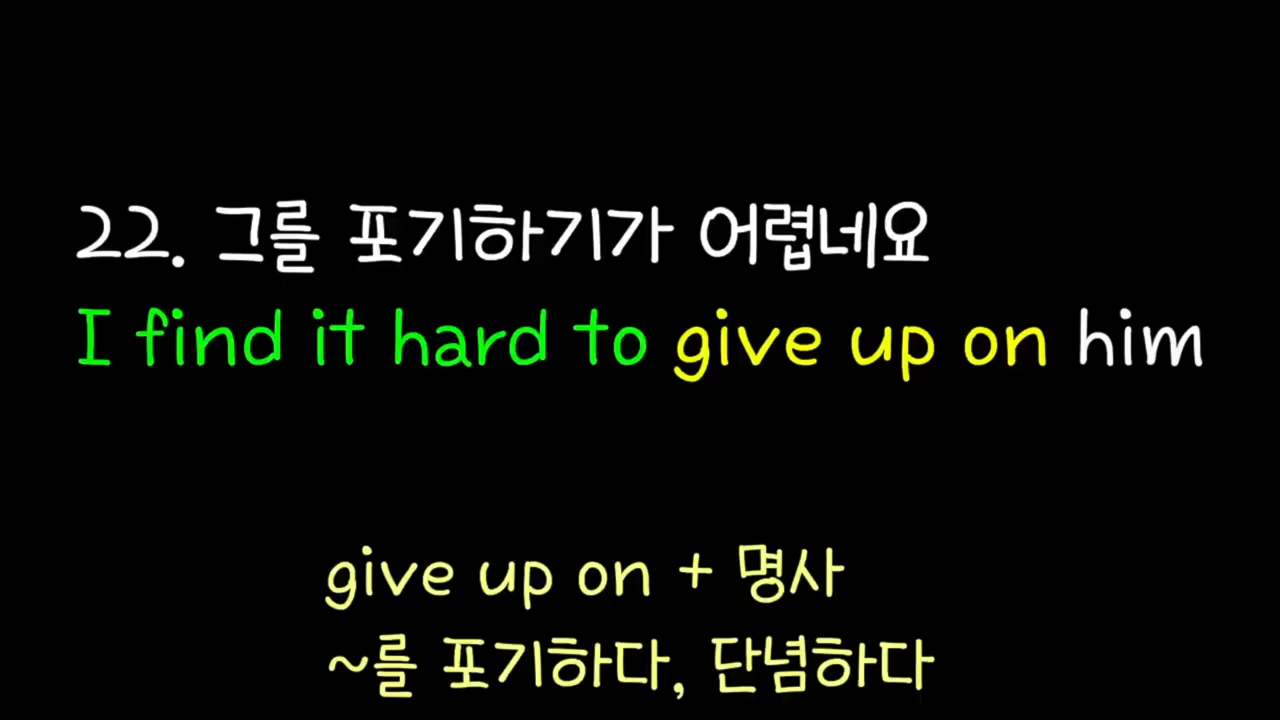 22. 그를 포기하기가 어렵네요
I find it hard to give up on him
give up on + 명사
~를 포기하다, 단념하다